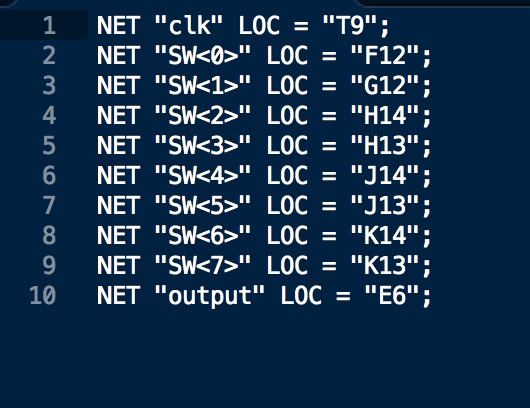 1 NET "clk" LOC = "T9";
2 NET "SW<0>" LOC = "F12";
3 NET "SW<1>" LOC = "G12";
4 NET "SW<2>" LOC = "H14";
5 NET "SW<3>" LOC = "H13";
6 NET "SW<4>" LOC = "J14";
7 NET "SW<5>" LOC = "J13";
8 NET "SW<6>" LOC = "K14";
9 NET "SW<7>" LOC = "K13";
10 NET "output" LOC = "E6";